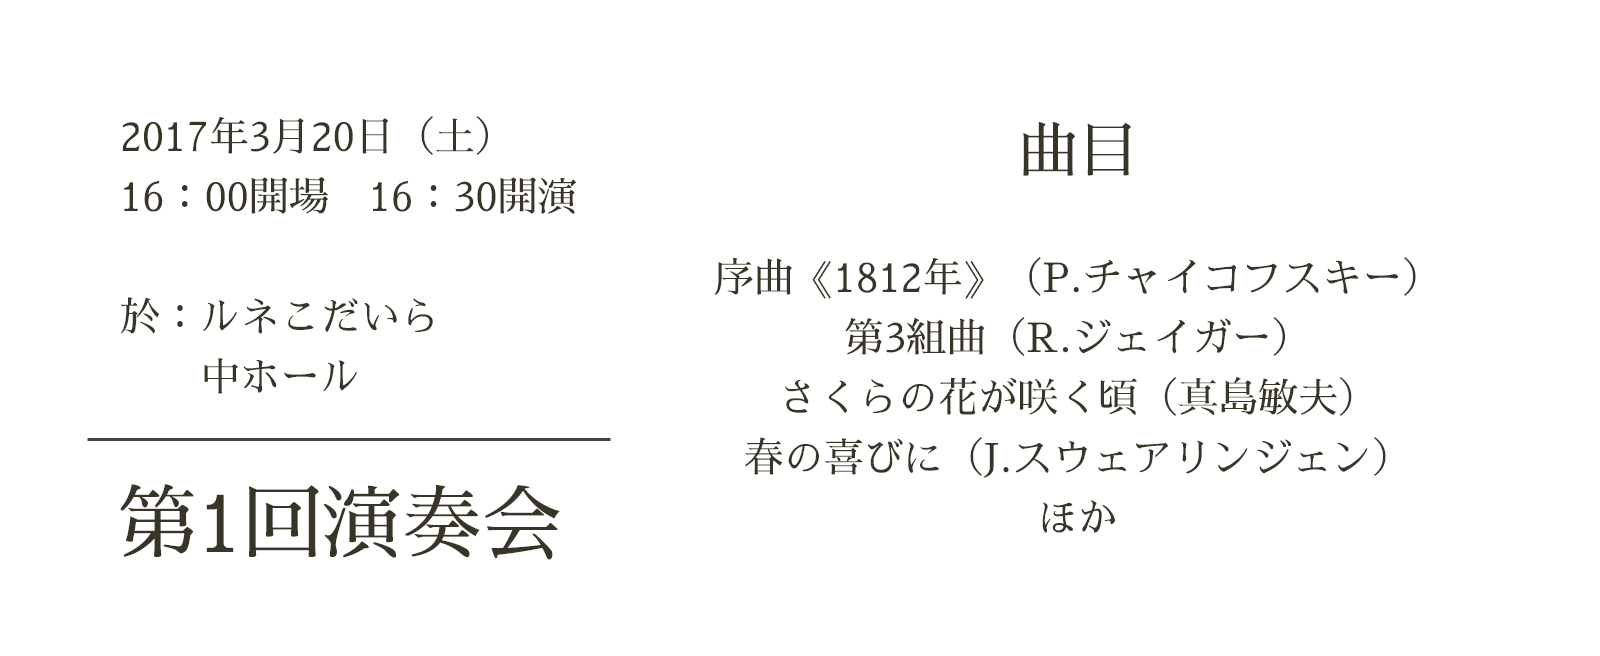 2017年3月20日（土）
16：00開場　16：30開演
於：ルネこだいら
中ホール
第1回演奏会
曲目
序曲《1812年》（P.チャイコフスキー）
第3組曲（R.ジェイガー）
さくらの花が咲く頃（真島敏夫）
春の喜びに（J.スウェアリンジェン）
ほか